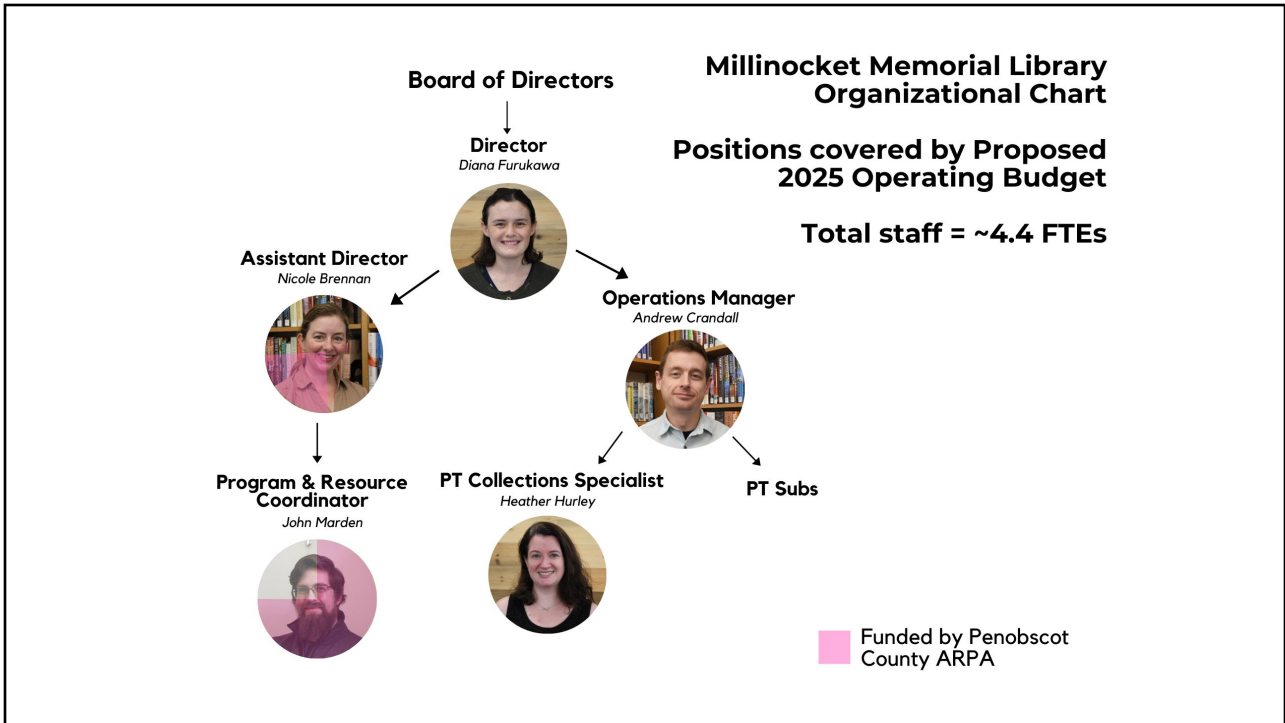 Millinocket Memorial Library
Organizational Chart
Positions covered by Proposed
2025 Operating Budget
Total staff = ~4.4 FTEs
Board of Directors
Director
Diana Furukawa
Assistant Director
Nicole Brennan
Operations Manager
Andrew Crandall
Program & Resource
Coordinator
John Marden
PT Collections Specialist
Heather Hurley
PT Subs
Funded by Penobscot
County ARPA